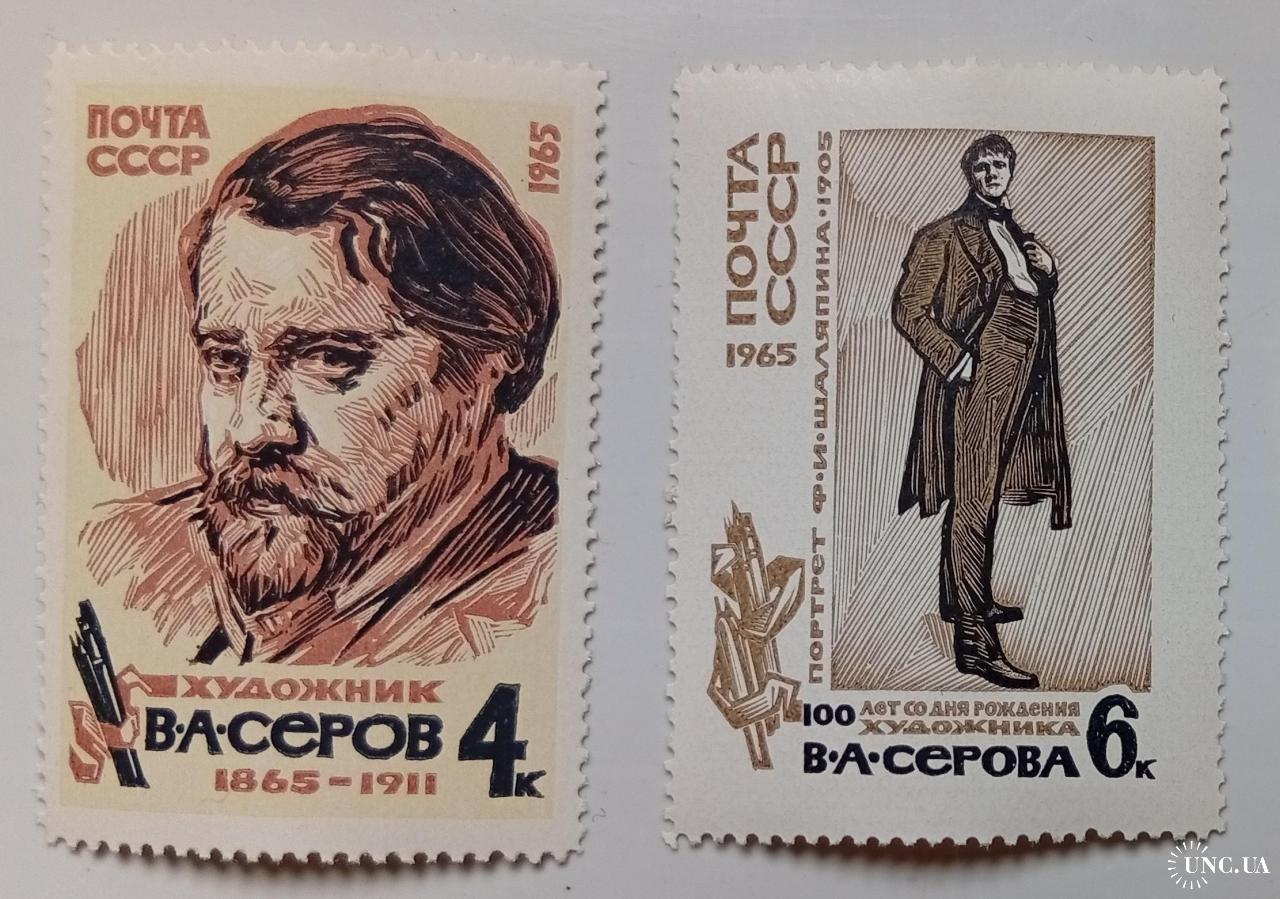 ПОЧТА
СССР
1965
ХУДОЖНИК
В·А·СЕРОВ 4к
1865–1911
ПОЧТА
СССР
1965
ПОРТРЕТ Ф·И·ШАЛЯПИНА·1905
100 ЛЕТ СО ДНЯ РОЖДЕНИЯ
ХУДОЖНИКА
В·А·СЕРОВА 6к
UNC.UA